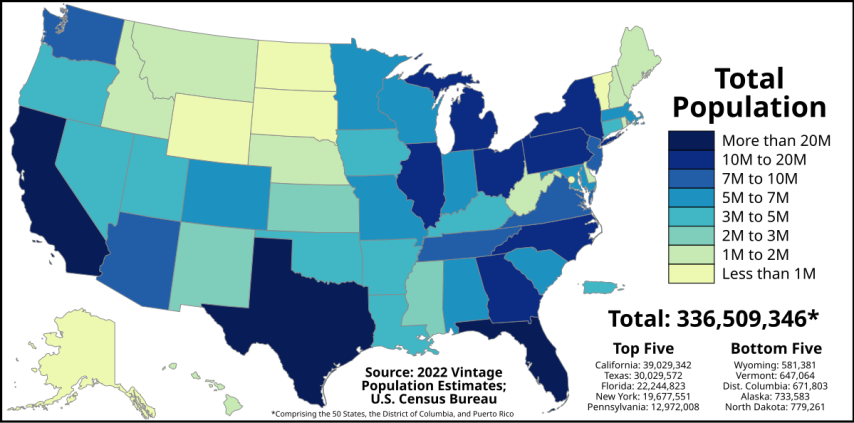 Total
Population
More than 20M
10M to 20M
7M to 10M
5M to 7M
3M to 5M
2M to 3M
1M to 2M
Less than 1M
Total: 336,509,346*
Top Five
California: 39,029,342
Texas: 30,029,572
Florida: 22,244,823
New York: 19,677,551
Pennsylvania: 12,972,008
Bottom Five
Wyoming: 581,381
Vermont: 647,064
Dist. Columbia: 671,803
Alaska: 733,583
North Dakota: 779,261
Source: 2022 Vintage
Population Estimates;
U.S. Census Bureau
*Comprising the 50 States, the District of Columbia, and Puerto Rico